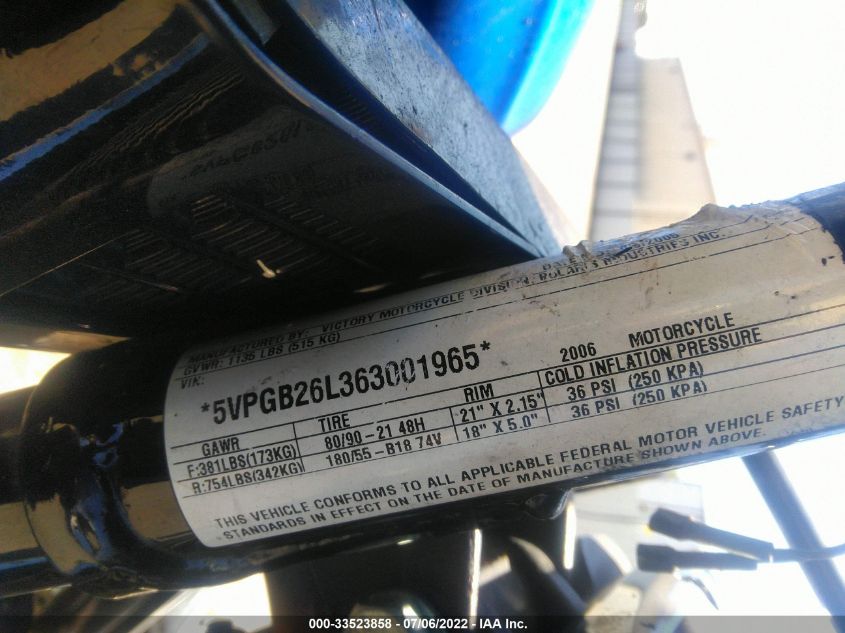 MANUFACTURED BY: VICTORY MOTORCYCLE DIVISION, POLARIS INDUSTRIES INC.
GVWR: 1135 LBS (515 KG)
VIN:
*5VPGB26L363001965*
2006 MOTORCYCLE
GAWR TIRE RIM COLD INFLATION PRESSURE
F:381LBS(173KG) 80/90-21 48H 21" X 2.15" 36 PSI (250 KPA)
R:754LBS(342KG) 180/55-B18 74V 18" X 5.0" 36 PSI (250 KPA)
THIS VEHICLE CONFORMS TO ALL APPLICABLE FEDERAL MOTOR VEHICLE SAFETY
STANDARDS IN EFFECT ON THE DATE OF MANUFACTURE SHOWN ABOVE.
000-33523858 - 07/06/2022 - IAA Inc.